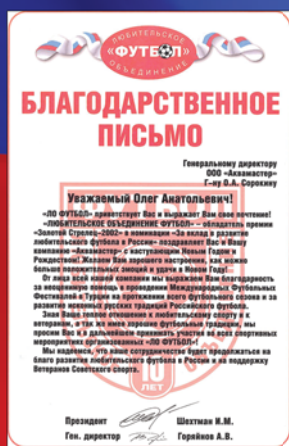 ЛЮБИТЕЛЬСКОЕ
«ФУТБОЛ»
ОБЪЕДИНЕНИЕ
БЛАГОДАРСТВЕННОЕ
ПИСЬМО
Генеральному директору
ООО «Аквамастер»
Г-ну О.А. Сорокину
Уважаемый Олег Анатольевич!
«ЛО ФУТБОЛ» приветствует Вас и выражает Вам свое почтение!
«ЛЮБИТЕЛЬСКОЕ ОБЪЕДИНЕНИЕ ФУТБОЛ» – обладатель премии
«Золотой Стрелец-2002» в номинации «За вклад в развитие
любительского футбола в России» поздравляет Вас и Вашу
компанию «Аквамастер» с наступающим Новым Годом и
Рождеством! Желаем Вам хорошего настроения, как можно
больше положительных эмоций и удачи в Новом Году!
От лица всей нашей компании мы выражаем Вам благодарность
за неоценимую помощь в проведении Международных Футбольных
Фестивалей в Турции на протяжении всего футбольного сезона и за
развитие исконных русских традиций Российского футбола.
Зная Ваше теплое отношение к любительскому спорту и к
ветеранам, а так же имея хорошие футбольные традиции, мы
просим Вас и в дальнейшем принимать участие во всех спортивных
мероприятиях организованных «ЛО ФУТБОЛ»!
Мы надеемся, что наше сотрудничество будет продолжаться на
благо развития любительского футбола в России и на поддержку
Ветеранов Советского спорта.
10
ЛЕТ
Президент Шехтман И.М.
Ген. директор Горяйнов А.В.